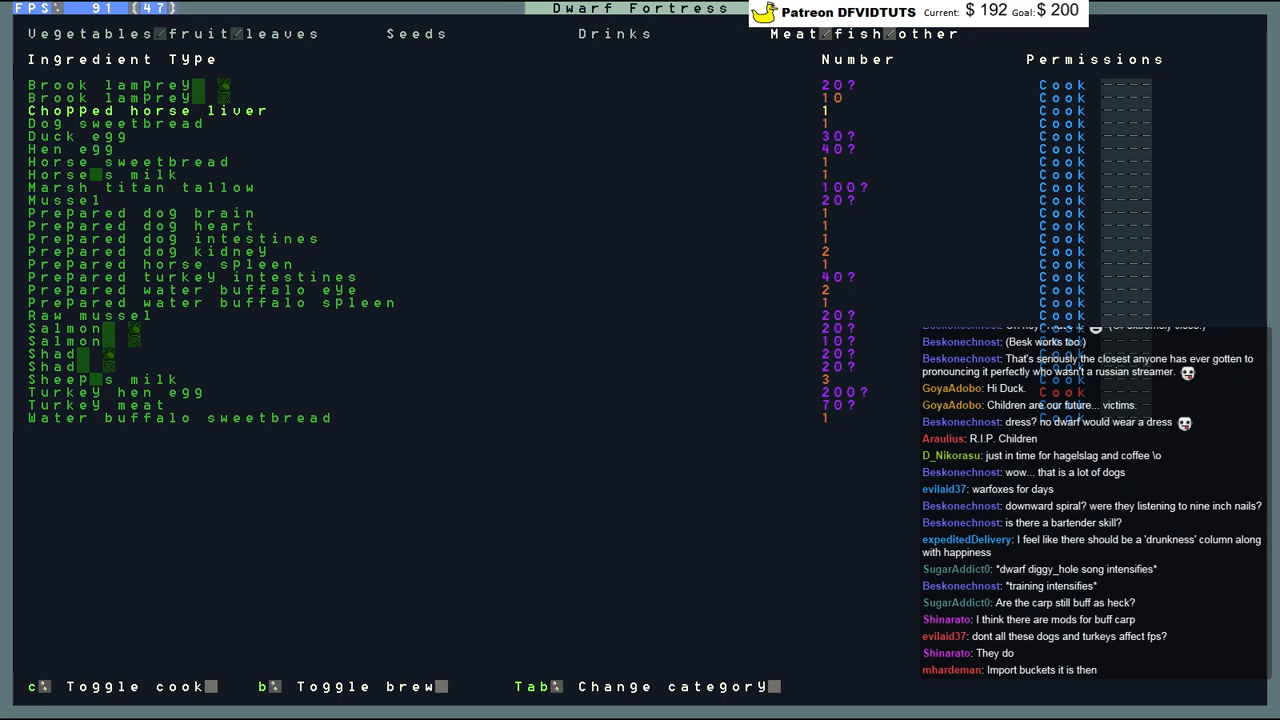 FPS: 91 (47)
Dwarf Fortress
Patreon DFVIDTUTS Current: $ 192 Goal: $ 200
Vegetables/fruit/leaves Seeds Drinks Meat/fish/other
Ingredient Type Number Permissions
Brook lamprey 20? Cook ----
Brook lamprey 10 Cook ----
Chopped horse liver 1 Cook ----
Dog sweetbread 1 Cook ----
Duck egg 30? Cook ----
Hen egg 40? Cook ----
Horse sweetbread 1 Cook ----
Horse's milk 1 Cook ----
Marsh titan tallow 100? Cook ----
Mussel 20? Cook ----
Prepared dog brain 1 Cook ----
Prepared dog heart 1 Cook ----
Prepared dog intestines 1 Cook ----
Prepared dog kidney 2 Cook ----
Prepared horse spleen 1 Cook ----
Prepared turkey intestines 40? Cook ----
Prepared water buffalo eye 2 Cook ----
Prepared water buffalo spleen 1 Cook ----
Raw mussel 20? Cook ----
Salmon 20?
Salmon 10?
Shad 20?
Shad 20?
Sheep's milk 3
Turkey hen egg 200? Cook
Turkey meat 70?
Water buffalo sweetbread 1 Cook
Beskonechnost: (Besk works too.)
Beskonechnost: That's seriously the closest anyone has ever gotten to
pronouncing it perfectly who wasn't a russian streamer.
GoyaAdobo: Hi Duck.
GoyaAdobo: Children are our future... victims.
Beskonechnost: dress? no dwarf would wear a dress
Araulius: R.I.P. Children
D_Nikorasu: just in time for hagelslag and coffee \o
Beskonechnost: wow... that is a lot of dogs
evilaid37: warfoxes for days
Beskonechnost: downward spiral? were they listening to nine inch nails?
Beskonechnost: is there a bartender skill?
expeditedDelivery: I feel like there should be a 'drunkness' column along
with happiness
SugarAddict0: *dwarf diggy_hole song intensifies*
Beskonechnost: *training intensifies*
SugarAddict0: Are the carp still buff as heck?
Shinarato: I think there are mods for buff carp
evilaid37: dont all these dogs and turkeys affect fps?
Shinarato: They do
mhardeman: Import buckets it is then
c: Toggle cook b: Toggle brew Tab: Change category